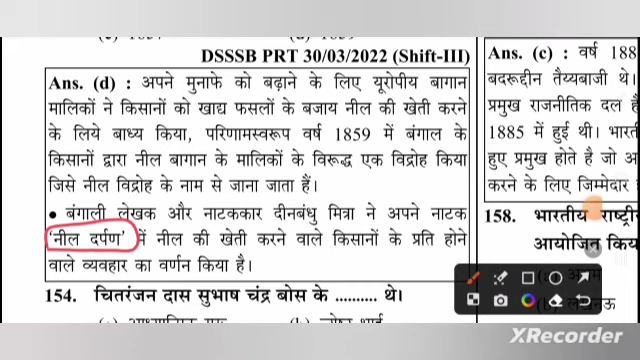 DSSSB PRT 30/03/2022 (Shift-III)
Ans. (d) : अपने मुनाफे को बढ़ाने के लिए यूरोपीय बागान
मालिकों ने किसानों को खाद्य फसलों के बजाय नील की खेती करने
के लिये बाध्य किया, परिणामस्वरूप वर्ष 1859 में बंगाल के
किसानों द्वारा नील बागान के मालिकों के विरूद्ध एक विद्रोह किया
जिसे नील विद्रोह के नाम से जाना जाता हैं।
• बंगाली लेखक और नाटककार दीनबंधु मित्रा ने अपने नाटक
'नील दर्पण' में नील की खेती करने वाले किसानों के प्रति होने
वाले व्यवहार का वर्णन किया है।
154. चितरंजन दास सुभाष चंद्र बोस के .......... थे।
Ans. (c) : वर्ष 188
बदरूद्दीन तैय्यबाजी थे।
प्रमुख राजनीतिक दल है
1885 में हुई थी। भारती
हुए प्रमुख होते है जो अ
करने के लिए जिम्मेदार
158. भारतीय राष्ट्री
आयोजित किय
XRecorder